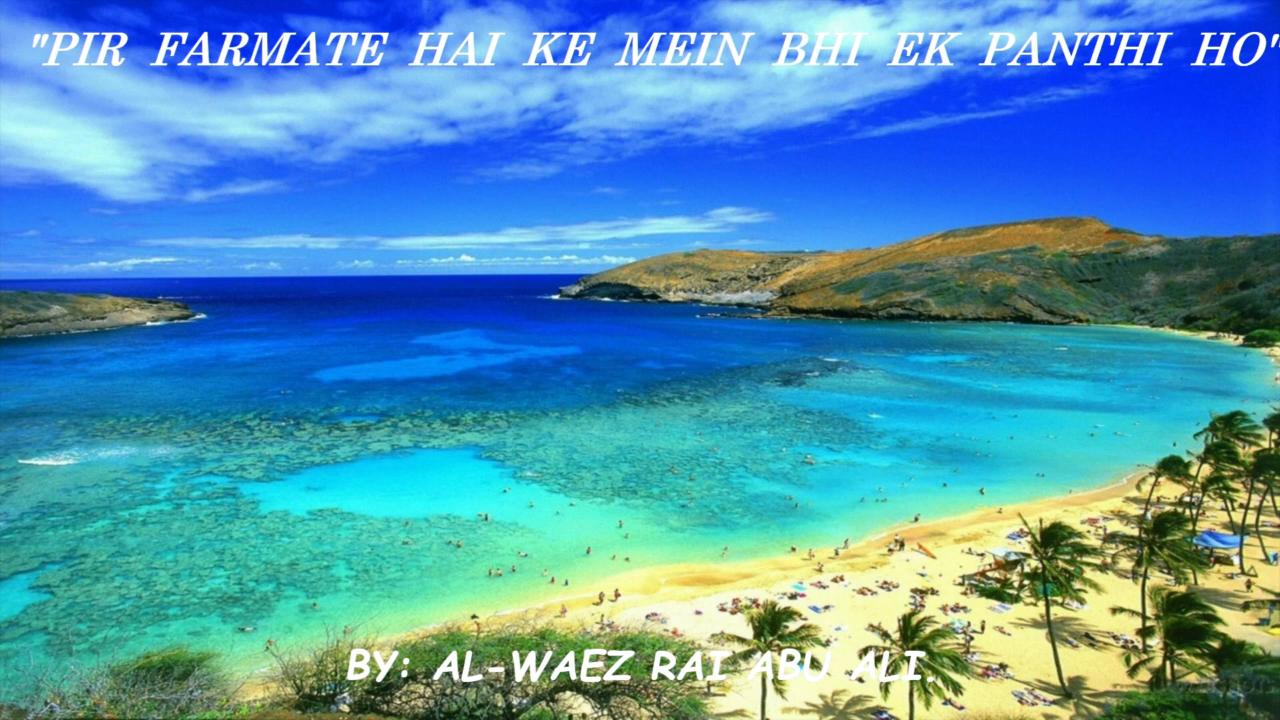 "PIR FARMATE HAI KE MEIN BHI EK PANTHI HO"
BY: AL-WAEZ RAI ABU ALI.